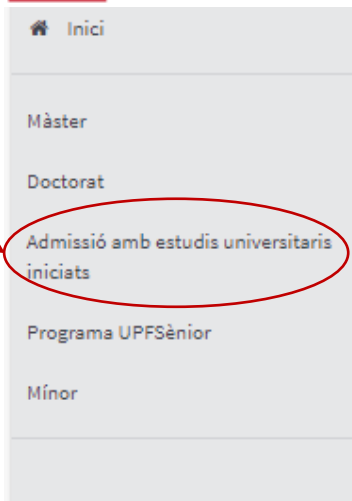 Inici
Màster
Doctorat
Admissió amb estudis universitaris
iniciats
Programa UPFSènior
Mínor